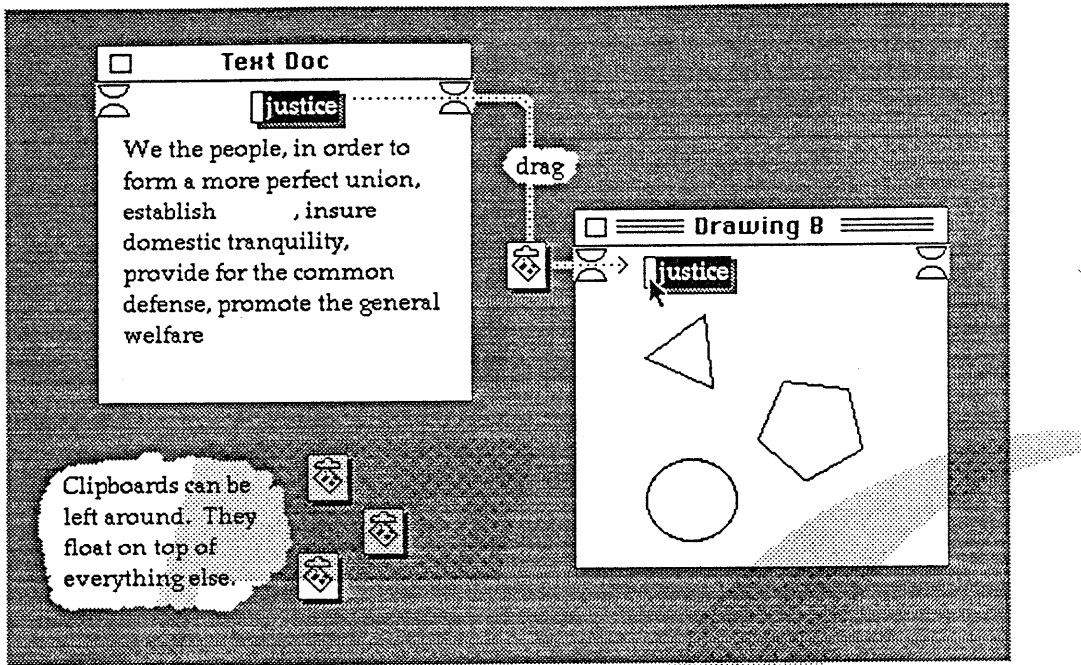 Text Doc
justice
We the people, in order to
form a more perfect union,
establish , insure
domestic tranquility,
provide for the common
defense, promote the general
welfare
drag
Drawing B
justice
Clipboards can be
left around. They
float on top of
everything else.